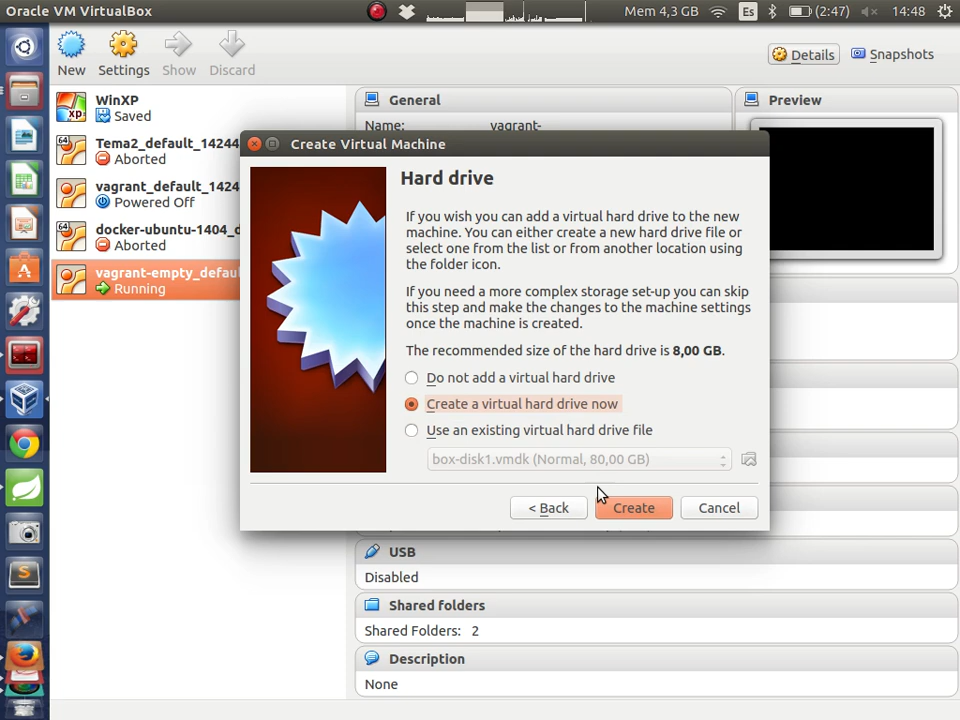 Oracle VM VirtualBox
Mem 4,3 GB
Es
(2:47)
14:48
New
Settings
Show
Discard
Details
Snapshots
WinXP
Saved
64
Tema2_default_14244
Aborted
vagrant_default_1424
Powered Off
64
docker-ubuntu-1404_d
Aborted
vagrant-empty_defaul
Running
General
Name:
vagrant-
Preview
Create Virtual Machine
Hard drive
If you wish you can add a virtual hard drive to the new
machine. You can either create a new hard drive file or
select one from the list or from another location using
the folder icon.
If you need a more complex storage set-up you can skip
this step and make the changes to the machine settings
once the machine is created.
The recommended size of the hard drive is 8,00 GB.
Do not add a virtual hard drive
Create a virtual hard drive now
Use an existing virtual hard drive file
box-disk1.vmdk (Normal, 80,00 GB)
< Back
Create
Cancel
USB
Disabled
Shared folders
Shared Folders: 2
Description
None